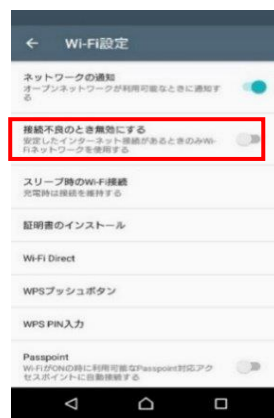 Wi-Fi設定
ネットワークの通知
オープンネットワークが利用可能なときに通知す
る
接続不良のとき無効にする
安定したインターネット接続があるときのみWi-
Fiネットワークを使用する
スリープ時のWi-Fi接続
充電時は接続を維持する
証明書のインストール
Wi-Fi Direct
WPSプッシュボタン
WPS PIN入力
Passpoint
Wi-FiがONの時に利用可能なPasspoint対応アク
セスポイントに自動接続する